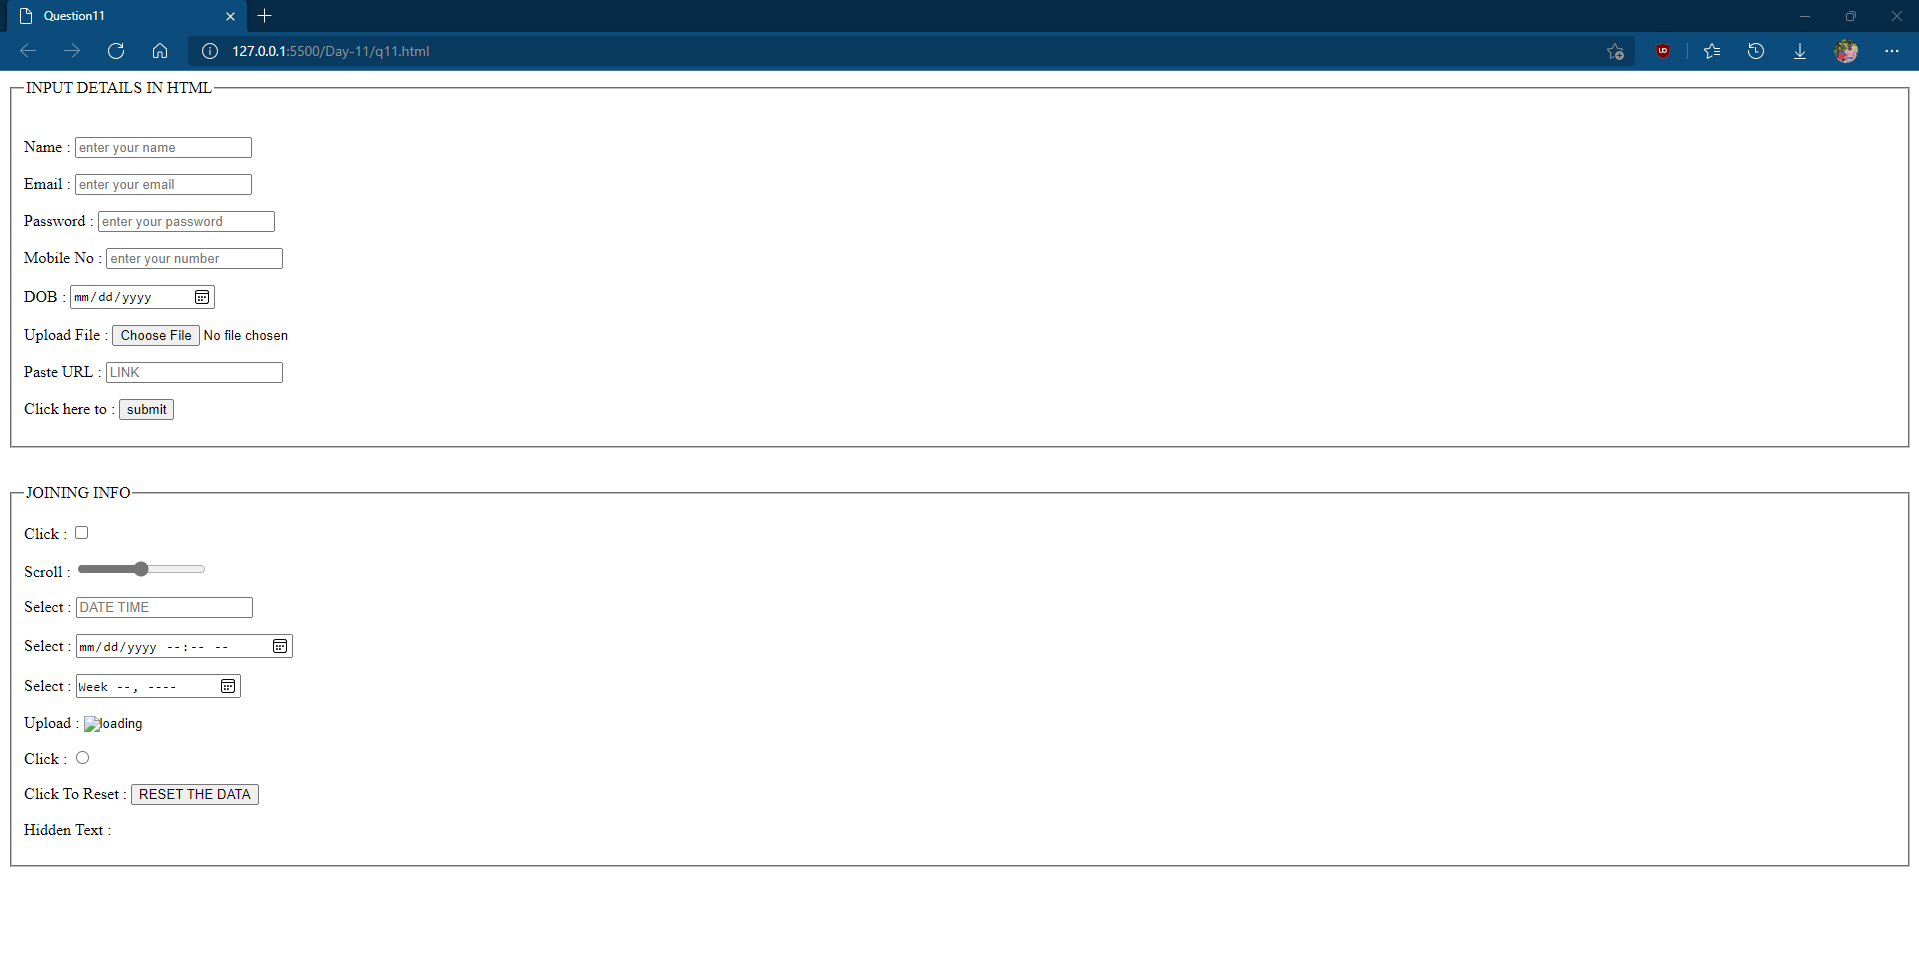 Question11
127.0.0.1:5500/Day-11/q11.html
INPUT DETAILS IN HTML
Name : enter your name
Email : enter your email
Password : enter your password
Mobile No : enter your number
DOB : mm/dd/yyyy
Upload File : Choose File No file chosen
Paste URL : LINK
Click here to : submit
JOINING INFO
Click :
Scroll :
Select : DATE TIME
Select : mm/dd/yyyy --:-- --
Select : Week --, ----
Upload : loading
Click :
Click To Reset : RESET THE DATA
Hidden Text :